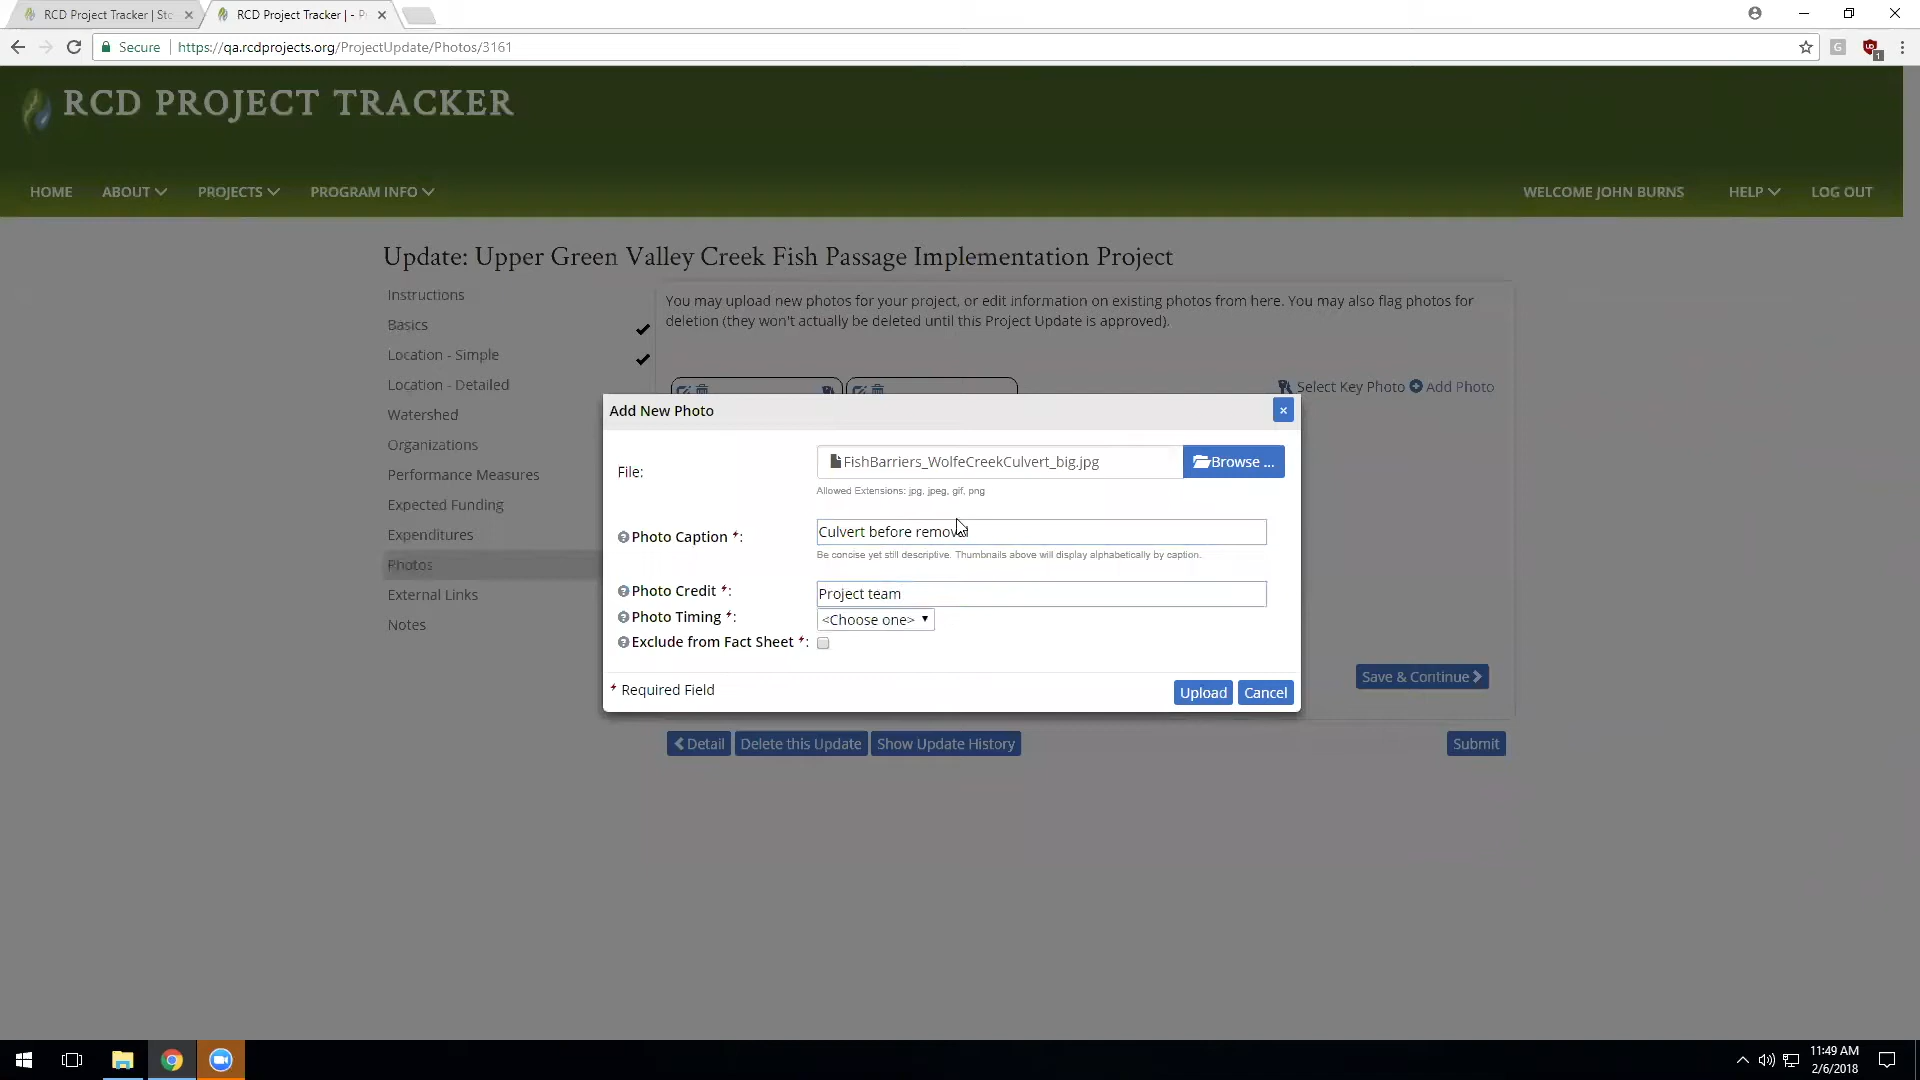 RCD Project Tracker | Sto
RCD Project Tracker | - P
Secure
https://qa.rcdprojects.org/ProjectUpdate/Photos/3161
RCD PROJECT TRACKER
HOME
ABOUT
PROJECTS
PROGRAM INFO
WELCOME JOHN BURNS
HELP
LOG OUT
Update: Upper Green Valley Creek Fish Passage Implementation Project
Instructions
Basics
Location - Simple
Location - Detailed
Watershed
Organizations
Performance Measures
Expected Funding
Expenditures
Photos
External Links
Notes
You may upload new photos for your project, or edit information on existing photos from here. You may also flag photos for
deletion (they won't actually be deleted until this Project Update is approved).
Select Key Photo
Add Photo
Add New Photo
×
File:
FishBarriers_WolfeCreekCulvert_big.jpg
Browse ...
Allowed Extensions: jpg, jpeg, gif, png
Photo Caption *:
Culvert before removal
Be concise yet still descriptive. Thumbnails above will display alphabetically by caption.
Photo Credit *:
Project team
Photo Timing *:
<Choose one>
Exclude from Fact Sheet *:
* Required Field
Upload
Cancel
Save & Continue
Detail
Delete this Update
Show Update History
Submit
11:49 AM
2/6/2018